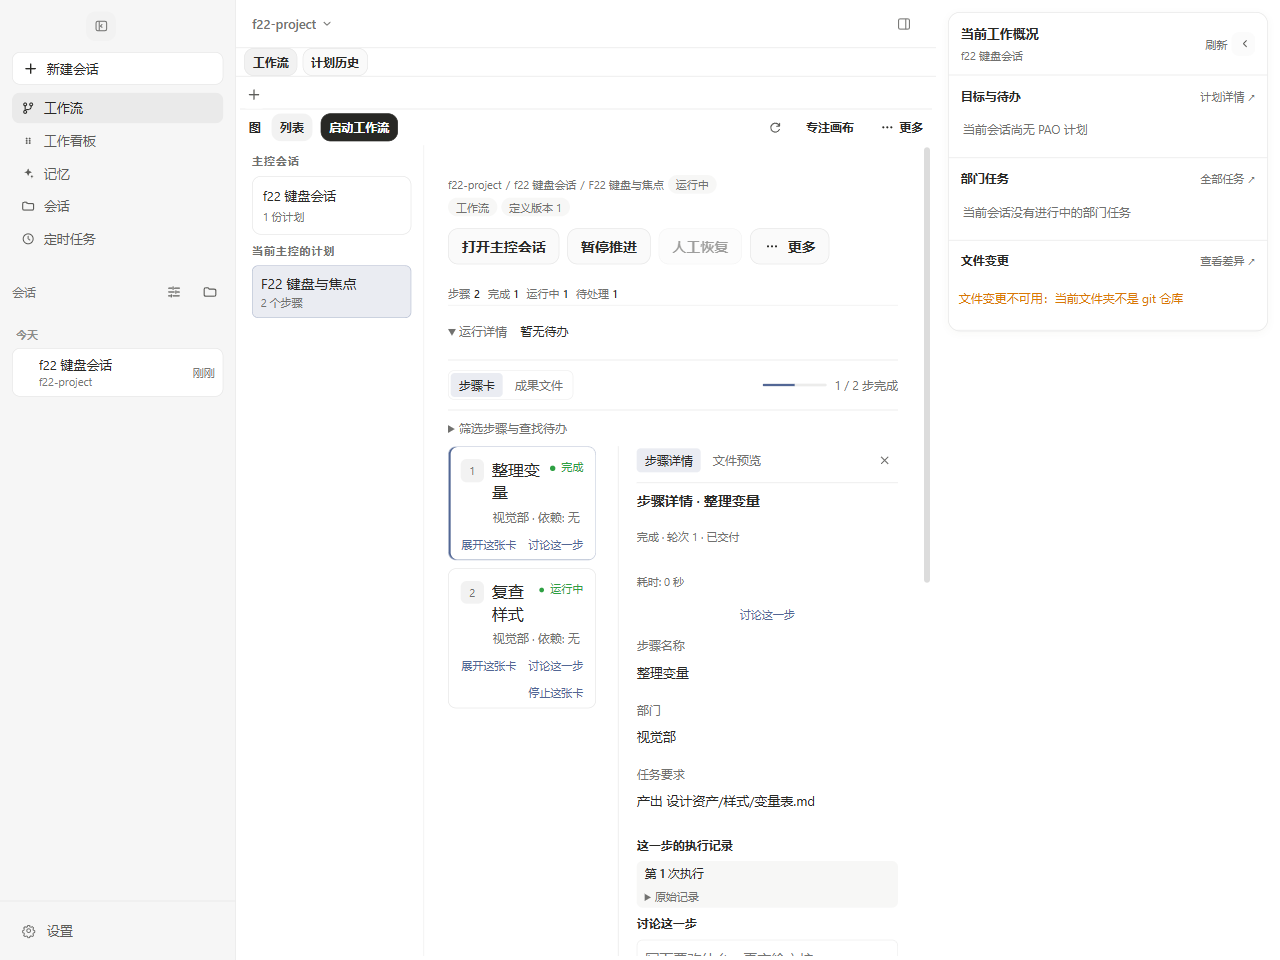 新建会话
工作流
工作看板
记忆
会话
定时任务
会话
今天
f22 键盘会话
f22-project
刚刚
设置
f22-project
工作流
计划历史
图
列表
启动工作流
专注画布
更多
主控会话
f22 键盘会话
1 份计划
当前主控的计划
F22 键盘与焦点
2 个步骤
f22-project / f22 键盘会话 / F22 键盘与焦点
运行中
工作流
定义版本 1
打开主控会话
暂停推进
人工恢复
更多
步骤 2 完成 1 运行中 1 待处理 1
运行详情 暂无待办
步骤卡
成果文件
1 / 2 步完成
筛选步骤与查找待办
1
整理变量
完成
视觉部 · 依赖: 无
展开这张卡
讨论这一步
2
复查样式
运行中
视觉部 · 依赖: 无
展开这张卡
讨论这一步
停止这张卡
步骤详情
文件预览
步骤详情 · 整理变量
完成 · 轮次 1 · 已交付
耗时: 0 秒
讨论这一步
步骤名称
整理变量
部门
视觉部
任务要求
产出 设计资产/样式/变量表.md
这一步的执行记录
第 1 次执行
原始记录
讨论这一步
当前工作概况
f22 键盘会话
刷新
目标与待办
计划详情
当前会话尚无 PAO 计划
部门任务
全部任务
当前会话没有进行中的部门任务
文件变更
查看差异
文件变更不可用：当前文件夹不是 git 仓库